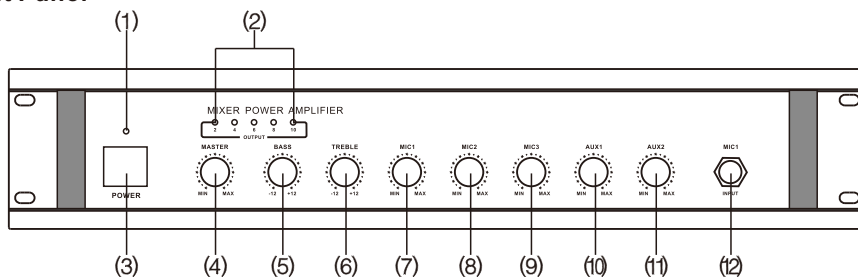 (1) (2)
MIXER POWER AMPLIFIER
2 4 6 8 10
OUTPUT
MASTER BASS TREBLE MIC1 MIC2 MIC3 AUX1 AUX2 MIC1
MIN MAX -12 +12 -12 +12 MIN MAX MIN MAX MIN MAX MIN MAX MIN MAX INPUT
POWER
(3) (4) (5) (6) (7) (8) (9) (10) (11) (12)